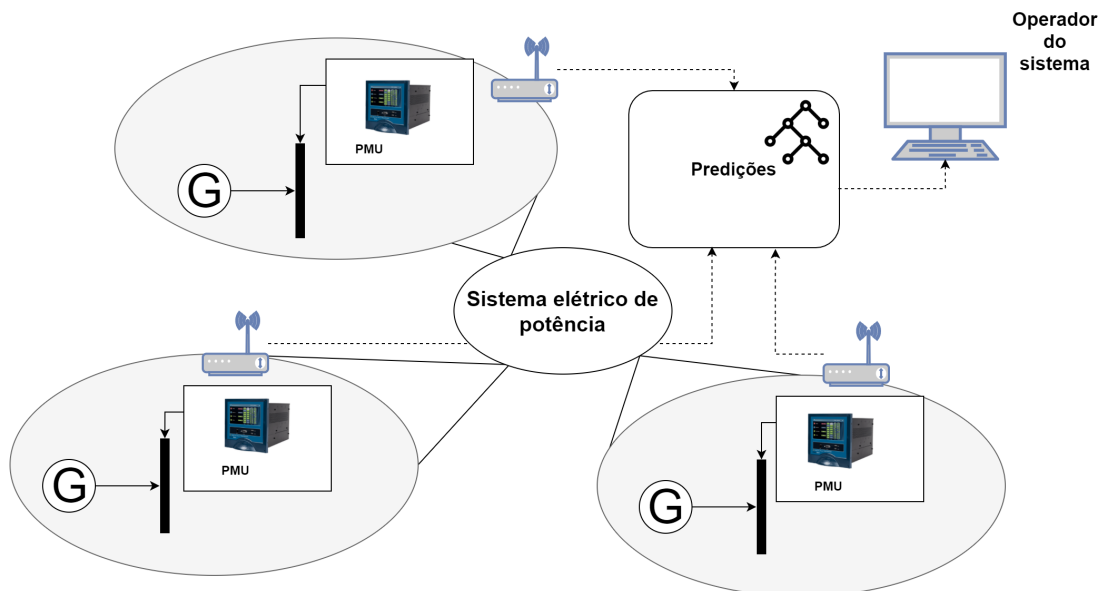 Operador
do
sistema
PMU
G
Predições
Sistema elétrico de
potência
PMU
G
PMU
G